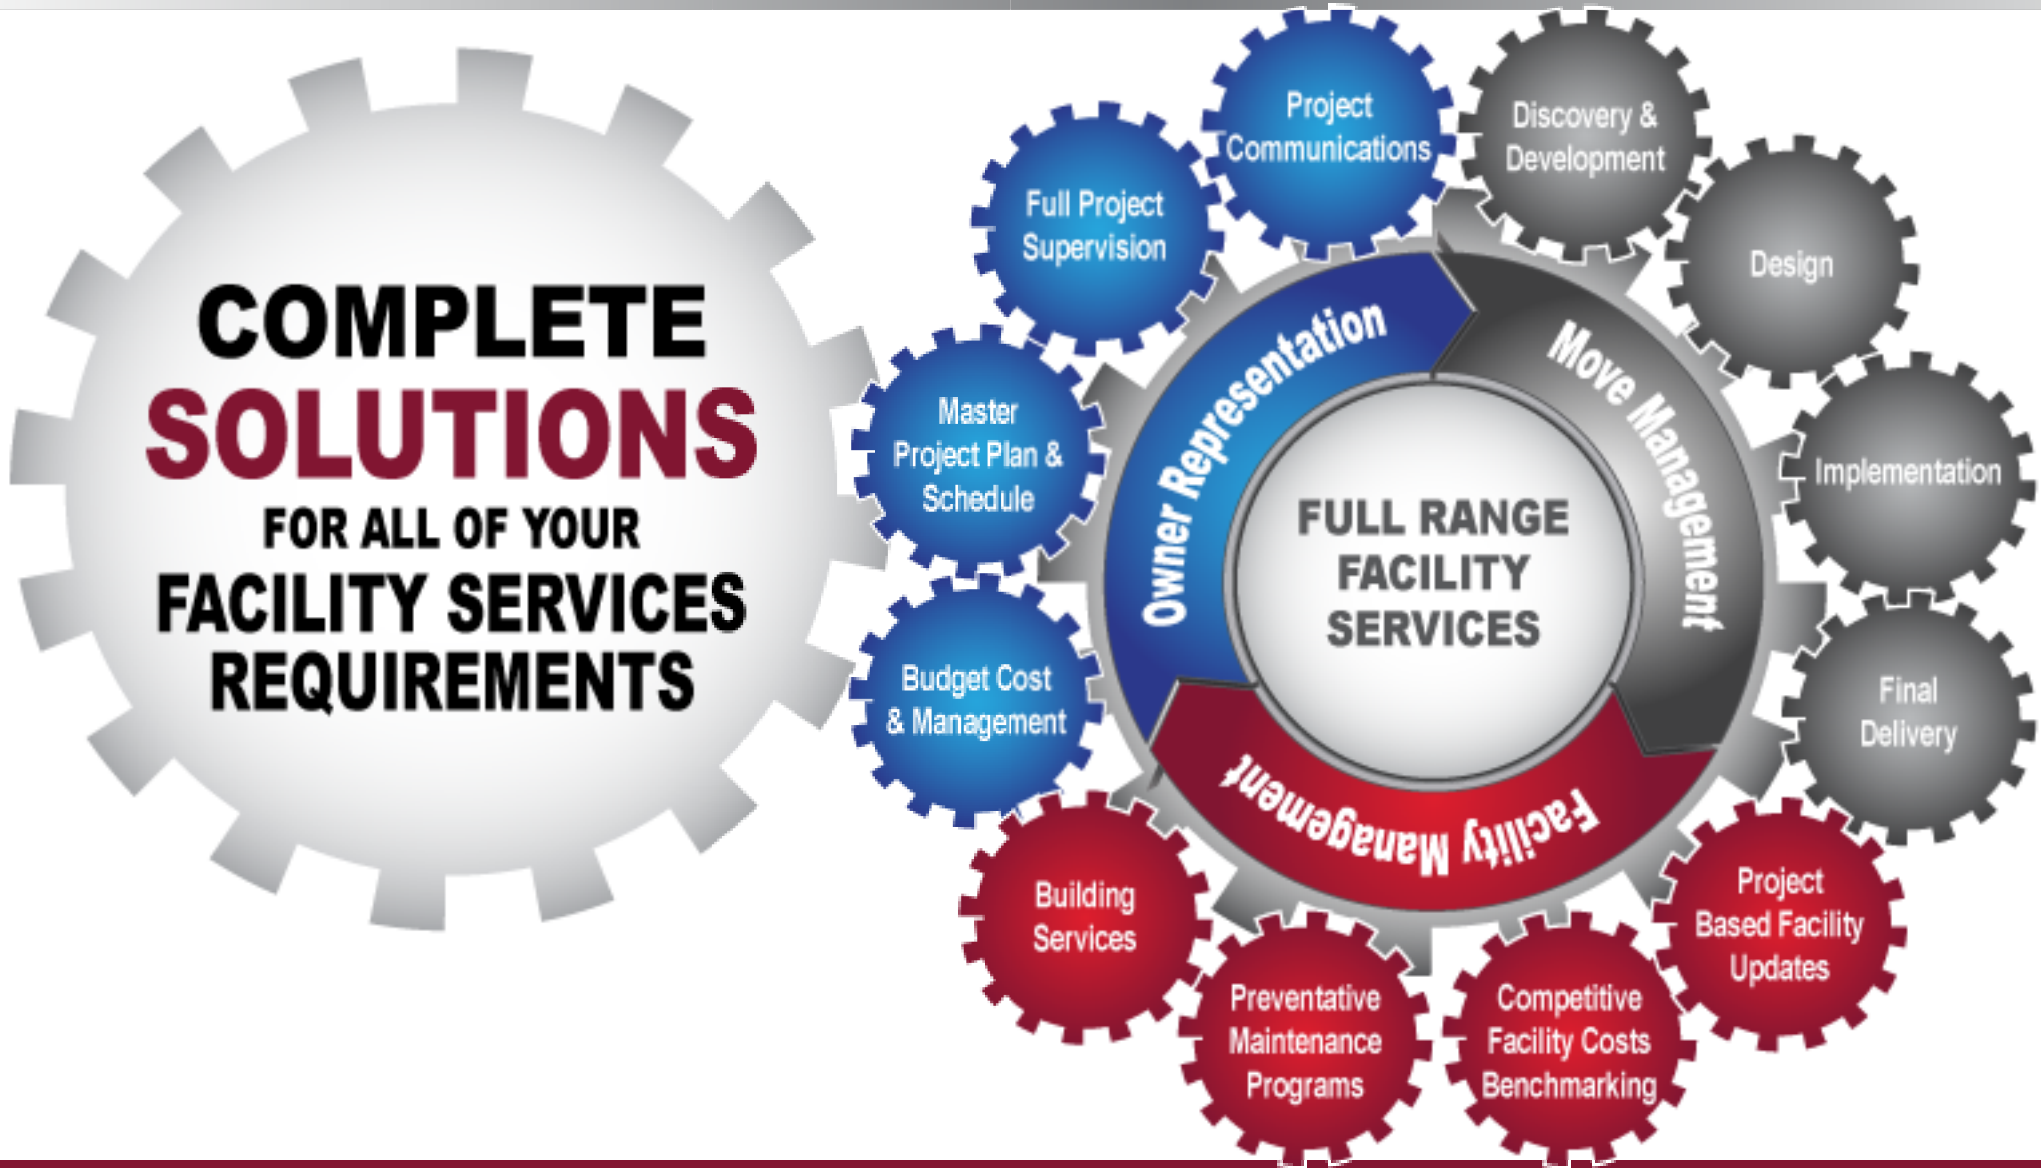 COMPLETE
SOLUTIONS
FOR ALL OF YOUR
FACILITY SERVICES
REQUIREMENTS
Project
Communications
Discovery &
Development
Full Project
Supervision
Design
Master
Project Plan &
Schedule
Implementation
Budget Cost
& Management
Final
Delivery
Building
Services
Project
Based Facility
Updates
Preventative
Maintenance
Programs
Competitive
Facility Costs
Benchmarking
Owner Representation
Move Management
Facility Management
FULL RANGE
FACILITY
SERVICES